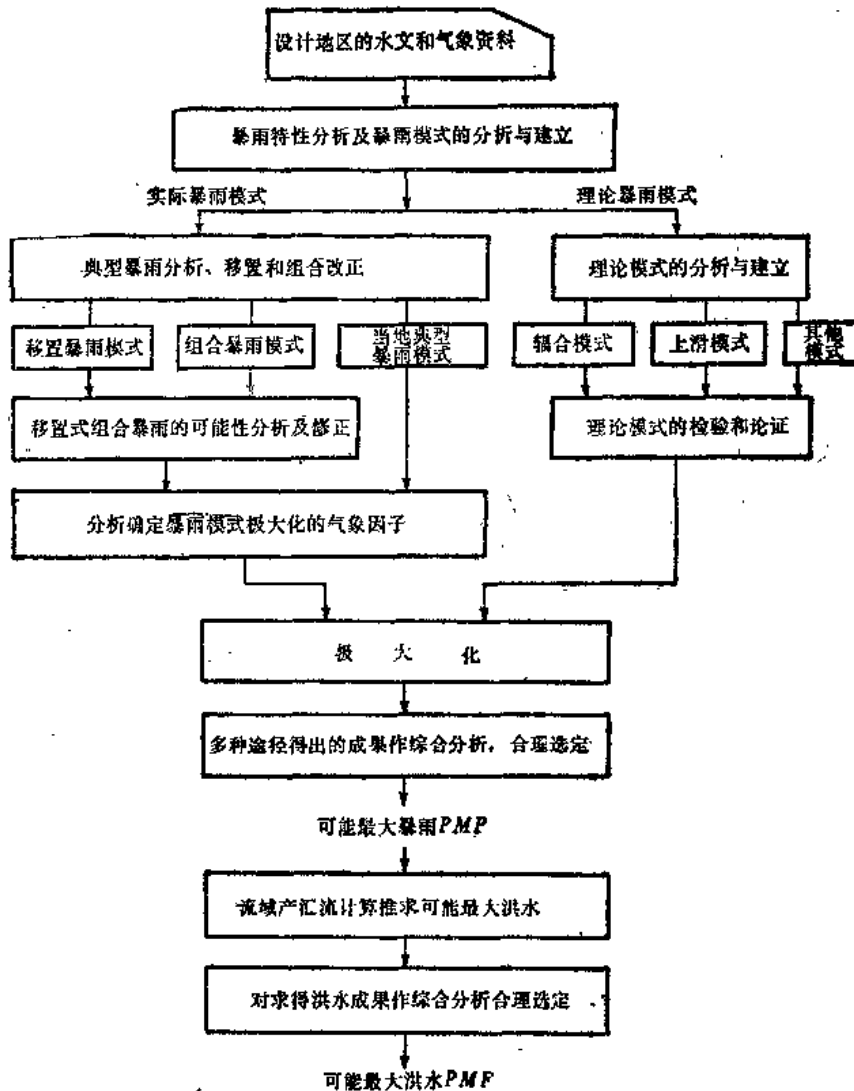 设计地区的水文和气象资料
暴雨特性分析及暴雨模式的分析与建立
实际暴雨模式
理论暴雨模式
典型暴雨分析、移置和组合改正
理论模式的分析与建立
移置暴雨模式
组合暴雨模式
当地典型
暴雨模式
辐合模式
上滑模式
其他
模式
移置式组合暴雨的可能性分析及修正
理论模式的检验和论证
分析确定暴雨模式极大化的气象因子
极 大 化
多种途径得出的成果作综合分析，合理选定
可能最大暴雨PMP
流域产汇流计算推求可能最大洪水
对求得洪水成果作综合分析合理选定
可能最大洪水PMF